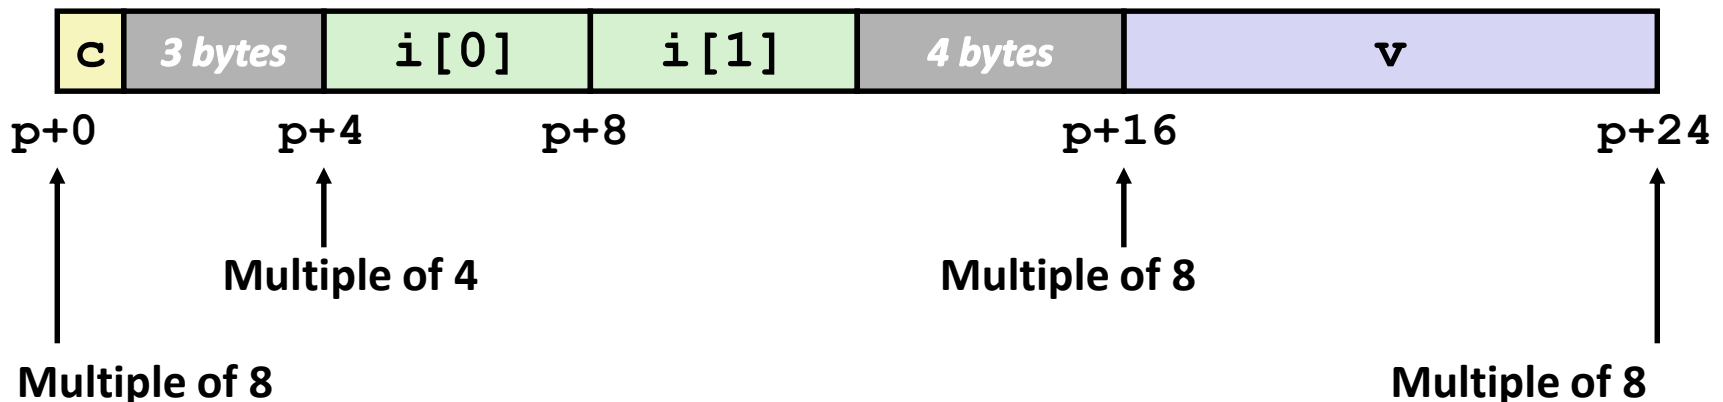 c 3 bytes i[0] i[1] 4 bytes v
p+0 p+4 p+8 p+16 p+24
Multiple of 4 Multiple of 8
Multiple of 8 Multiple of 8